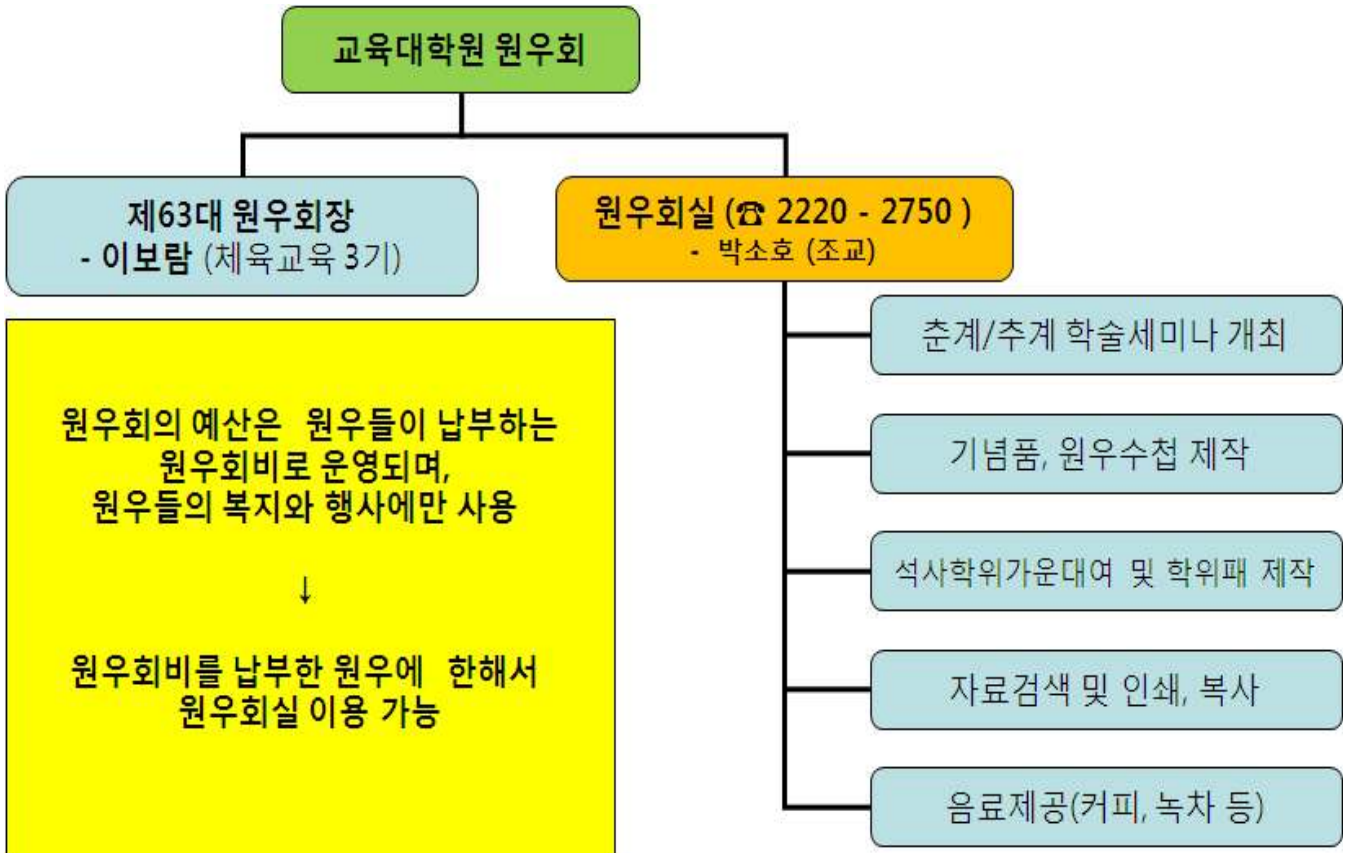 교육대학원 원우회
제63대 원우회장
- 이보람 (체육교육 3기)
원우회실 (☎ 2220 - 2750 )
- 박소호 (조교)
원우회의 예산은 원우들이 납부하는
원우회비로 운영되며,
원우들의 복지와 행사에만 사용
↓
원우회비를 납부한 원우에 한해서
원우회실 이용 가능
춘계/추계 학술세미나 개최
기념품, 원우수첩 제작
석사학위가운대여 및 학위패 제작
자료검색 및 인쇄, 복사
음료제공(커피, 녹차 등)